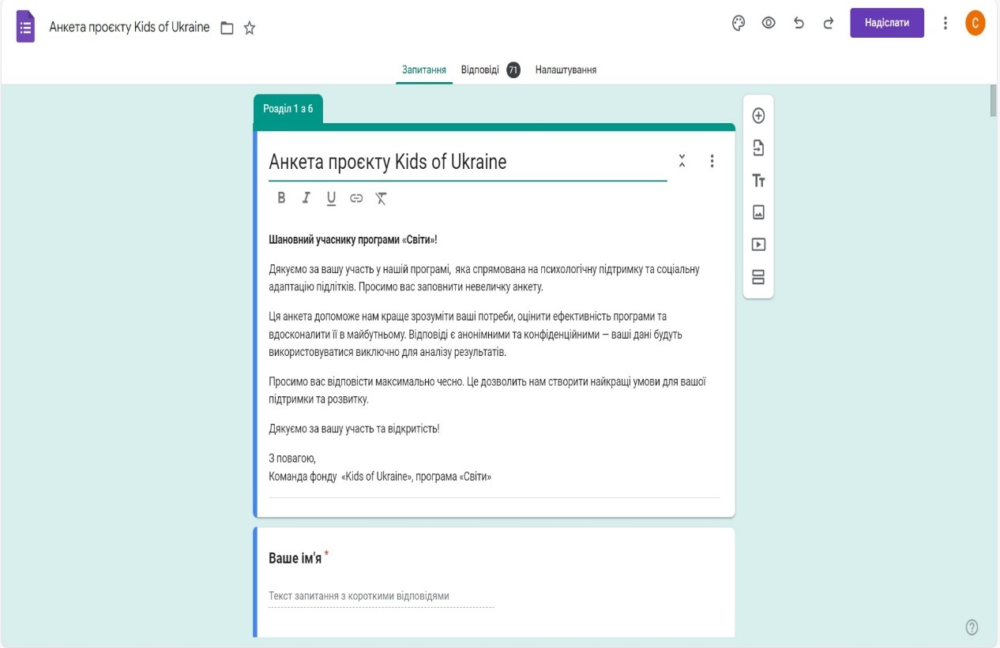 Анкета проєкту Kids of Ukraine
Надіслати
С
Запитання
Відповіді 71
Налаштування
Розділ 1 з 6
Анкета проєкту Kids of Ukraine
B I U
Tт
Шановний учаснику програми «Світи»!
Дякуємо за вашу участь у нашій програмі, яка спрямована на психологічну підтримку та соціальну
адаптацію підлітків. Просимо вас заповнити невеличку анкету.
Ця анкета допоможе нам краще зрозуміти ваші потреби, оцінити ефективність програми та
вдосконалити її в майбутньому. Відповіді є анонімними та конфіденційними — ваші дані будуть
використовуватися виключно для аналізу результатів.
Просимо вас відповісти максимально чесно. Це дозволить нам створити найкращі умови для вашої
підтримки та розвитку.
Дякуємо за вашу участь та відкритість!
З повагою,
Команда фонду «Kids of Ukraine», програма «Світи»
Ваше ім'я *
Текст запитання з короткими відповідями